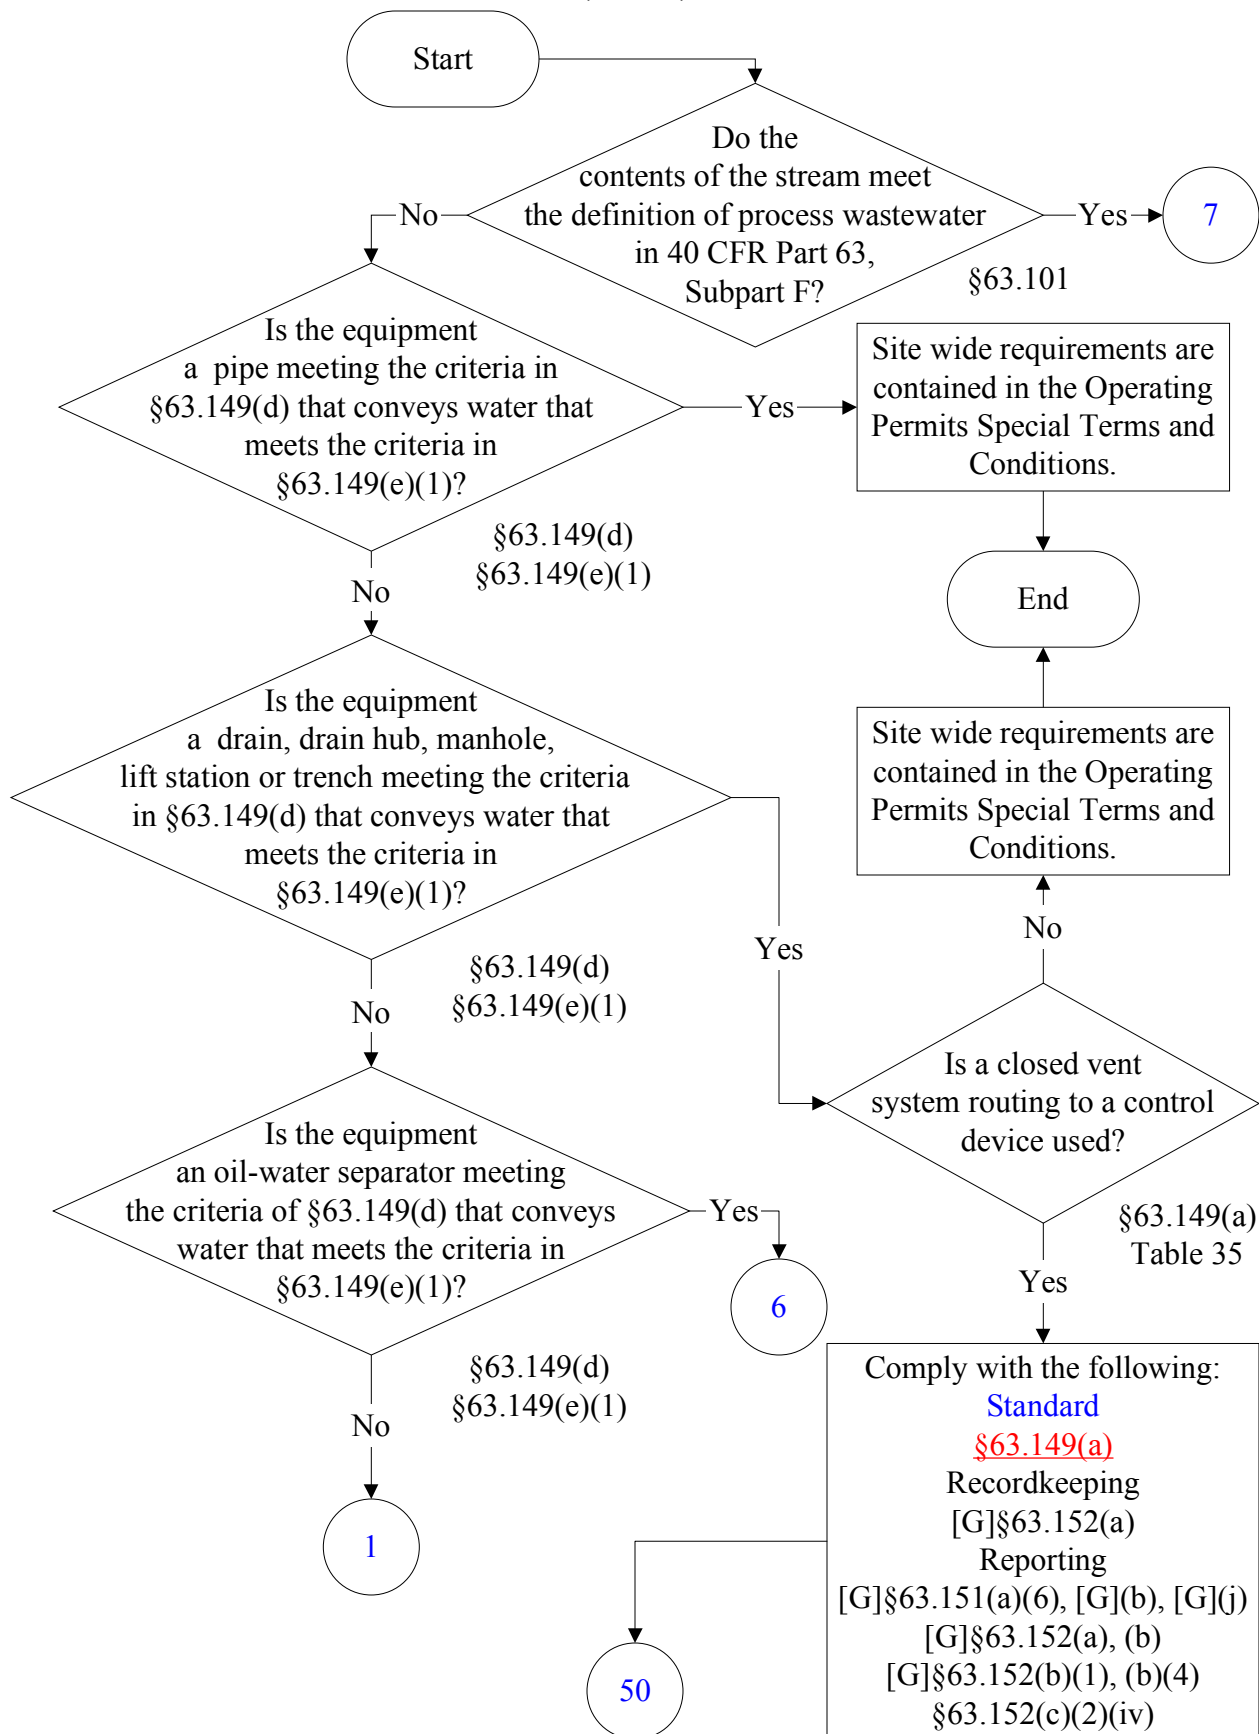 Start
Do the
contents of the stream meet
the definition of process wastewater
in 40 CFR Part 63,
Subpart F?
No
Yes
7
§63.101
Is the equipment
a pipe meeting the criteria in
§63.149(d) that conveys water that
meets the criteria in
§63.149(e)(1)?
Yes
Site wide requirements are
contained in the Operating
Permits Special Terms and
Conditions.
§63.149(d)
§63.149(e)(1)
No
End
Is the equipment
a drain, drain hub, manhole,
lift station or trench meeting the criteria
in §63.149(d) that conveys water that
meets the criteria in
§63.149(e)(1)?
Site wide requirements are
contained in the Operating
Permits Special Terms and
Conditions.
No
Yes
§63.149(d)
§63.149(e)(1)
No
Is a closed vent
system routing to a control
device used?
§63.149(a)
Table 35
Yes
Is the equipment
an oil-water separator meeting
the criteria of §63.149(d) that conveys
water that meets the criteria in
§63.149(e)(1)?
Yes
6
§63.149(d)
§63.149(e)(1)
No
1
Comply with the following:
Standard
§63.149(a)
Recordkeeping
[G]§63.152(a)
Reporting
[G]§63.151(a)(6), [G](b), [G](j)
[G]§63.152(a), (b)
[G]§63.152(b)(1), (b)(4)
§63.152(c)(2)(iv)
50